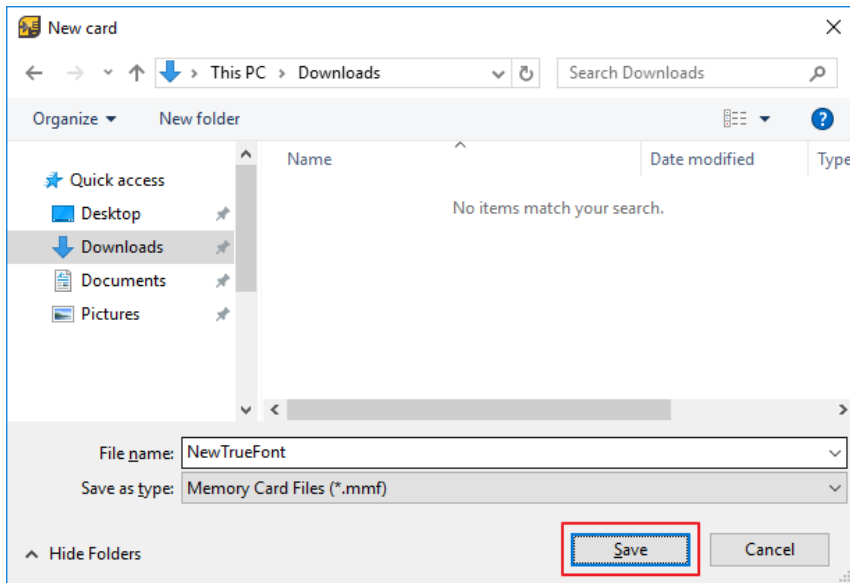 New card
This PC > Downloads
Search Downloads
Organize
New folder
?
Name
Date modified
Type
Quick access
Desktop
Downloads
Documents
Pictures
No items match your search.
File name: NewTrueFont
Save as type: Memory Card Files (*.mmf)
Hide Folders
Save
Cancel